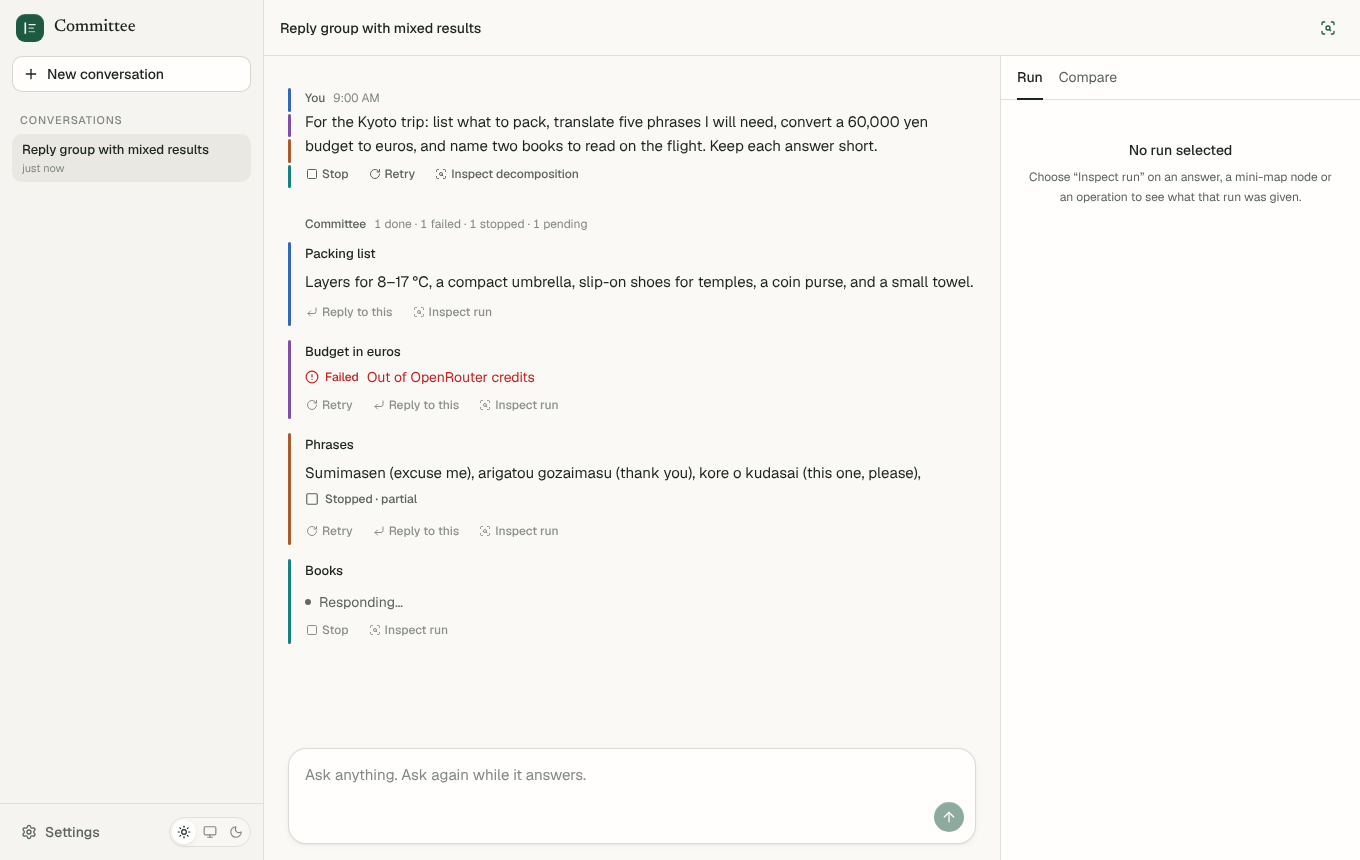 Committee
New conversation
CONVERSATIONS
Reply group with mixed results
just now
Settings
Reply group with mixed results
You 9:00 AM
For the Kyoto trip: list what to pack, translate five phrases I will need, convert a 60,000 yen
budget to euros, and name two books to read on the flight. Keep each answer short.
Stop Retry Inspect decomposition
Committee 1 done · 1 failed · 1 stopped · 1 pending
Packing list
Layers for 8–17 °C, a compact umbrella, slip-on shoes for temples, a coin purse, and a small towel.
Reply to this Inspect run
Budget in euros
Failed Out of OpenRouter credits
Retry Reply to this Inspect run
Phrases
Sumimasen (excuse me), arigatou gozaimasu (thank you), kore o kudasai (this one, please),
Stopped · partial
Retry Reply to this Inspect run
Books
Responding…
Stop Inspect run
Ask anything. Ask again while it answers.
Run Compare
No run selected
Choose “Inspect run” on an answer, a mini-map node or
an operation to see what that run was given.